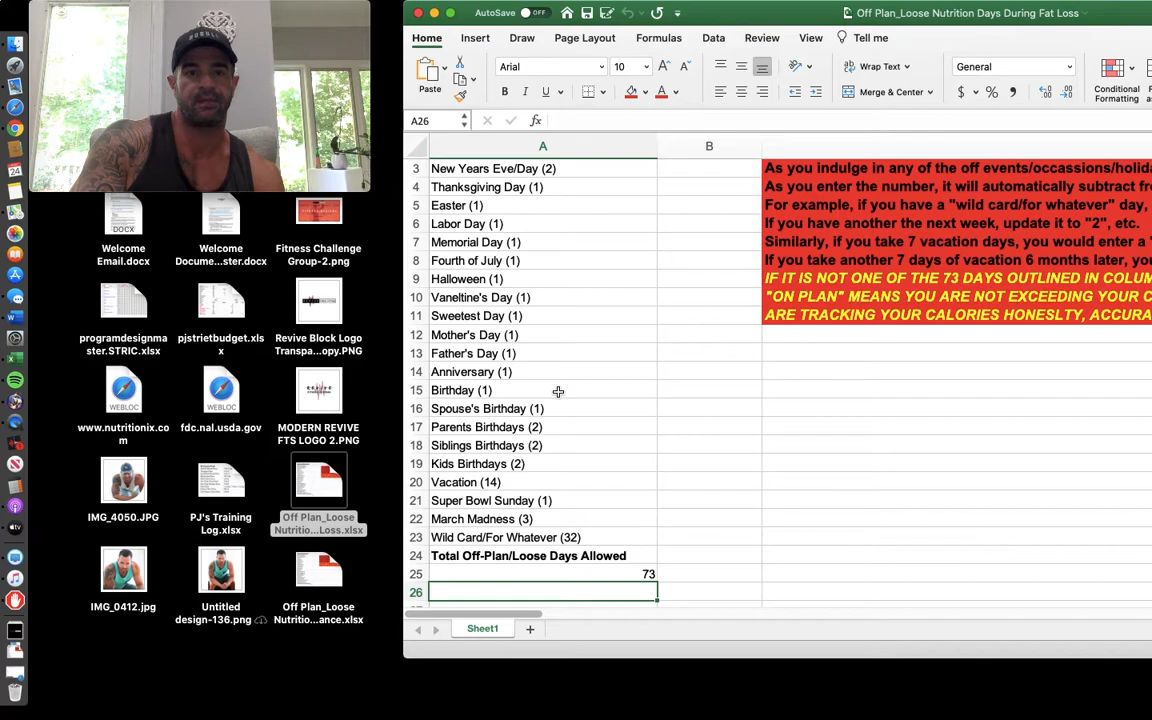 AutoSave OFF
Off Plan_Loose Nutrition Days During Fat Loss
Home Insert Draw Page Layout Formulas Data Review View Tell me
Paste
Arial 10
Wrap Text
General
B I U
Merge & Center
$ %
Conditional
Formatting
A26
fx
A B
3 New Years Eve/Day (2)
4 Thanksgiving Day (1)
5 Easter (1)
6 Labor Day (1)
7 Memorial Day (1)
8 Fourth of July (1)
9 Halloween (1)
10 Vaneltine's Day (1)
11 Sweetest Day (1)
12 Mother's Day (1)
13 Father's Day (1)
14 Anniversary (1)
15 Birthday (1)
16 Spouse's Birthday (1)
17 Parents Birthdays (2)
18 Siblings Birthdays (2)
19 Kids Birthdays (2)
20 Vacation (14)
21 Super Bowl Sunday (1)
22 March Madness (3)
23 Wild Card/For Whatever (32)
24 Total Off-Plan/Loose Days Allowed
25 73
26
As you indulge in any of the off events/occassions/holida
As you enter the number, it will automatically subtract fr
For example, if you have a "wild card/for whatever" day,
If you have another the next week, update it to "2", etc.
Similarly, if you take 7 vacation days, you would enter a "
If you take another 7 days of vacation 6 months later, you
IF IT IS NOT ONE OF THE 73 DAYS OUTLINED IN COLUM
"ON PLAN" MEANS YOU ARE NOT EXCEEDING YOUR C
ARE TRACKING YOUR CALORIES HONESLTY, ACCURA
Sheet1
DOCX
Welcome
Email.docx
Welcome
Docume...ster.docx
Fitness Challenge
Group-2.png
programdesignma
ster.STRIC.xlsx
pjstrietbudget.xls
x
Revive Block Logo
Transpa...opy.PNG
WEBLOC
www.nutritionix.co
m
WEBLOC
fdc.nal.usda.gov
MODERN REVIVE
FTS LOGO 2.PNG
IMG_4050.JPG
PJ's Training
Log.xlsx
Off Plan_Loose
Nutritio...Loss.xlsx
IMG_0412.jpg
Untitled
design-136.png
Off Plan_Loose
Nutritio...ance.xlsx
24